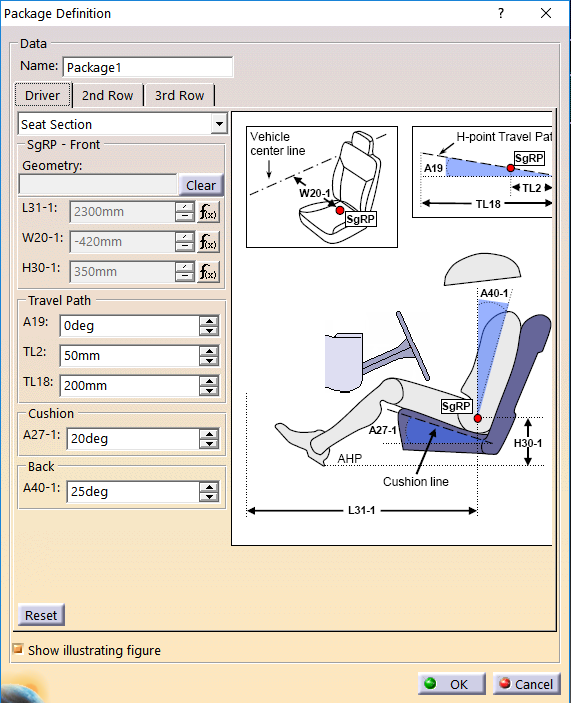 Package Definition
?
Data
Name: Package1
Driver 2nd Row 3rd Row
Seat Section
SgRP - Front
Geometry:
Clear
L31-1: 2300mm f(x)
W20-1: -420mm f(x)
H30-1: 350mm f(x)
Travel Path
A19: 0deg
TL2: 50mm
TL18: 200mm
Cushion
A27-1: 20deg
Back
A40-1: 25deg
Vehicle
center line
W20-1
SgRP
H-point Travel Pat
SgRP
A19
TL2
TL18
A40-1
SgRP
A27-1
H30-1
AHP
Cushion line
L31-1
Reset
Show illustrating figure
OK Cancel